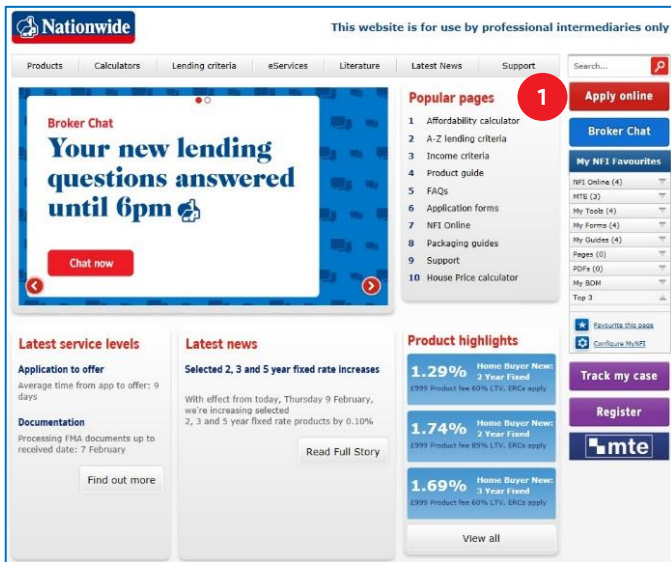 Nationwide
This website is for use by professional intermediaries only
Products Calculators Lending criteria eServices Literature Latest News Support
Search...
Broker Chat
Your new lending
questions answered
until 6pm
Chat now
Popular pages
1 Affordability calculator
2 A-Z lending criteria
3 Income criteria
4 Product guide
5 FAQs
6 Application forms
7 NFI Online
8 Packaging guides
9 Support
10 House Price calculator
1
Apply online
Broker Chat
My NFI Favourites
NFI Online (4)
MTE (3)
My Tools (4)
My Forms (4)
My Guides (4)
Pages (0)
PDFs (0)
My BDM
Top 3
Favourite this page
Configure MyNFI
Track my case
Register
mte
Latest service levels
Application to offer
Average time from app to offer: 9
days
Documentation
Processing FMA documents up to
received date: 7 February
Find out more
Latest news
Selected 2, 3 and 5 year fixed rate increases
With effect from today, Thursday 9 February,
we're increasing selected
2, 3 and 5 year fixed rate products by 0.10%
Read Full Story
Product highlights
1.29% Home Buyer New:
2 Year Fixed
£999 Product fee 60% LTV, ERCs apply
1.74% Home Buyer New:
2 Year Fixed
£999 Product fee 65% LTV, ERCs apply
1.69% Home Buyer New:
3 Year Fixed
£999 Product fee 60% LTV, ERCs apply
View all